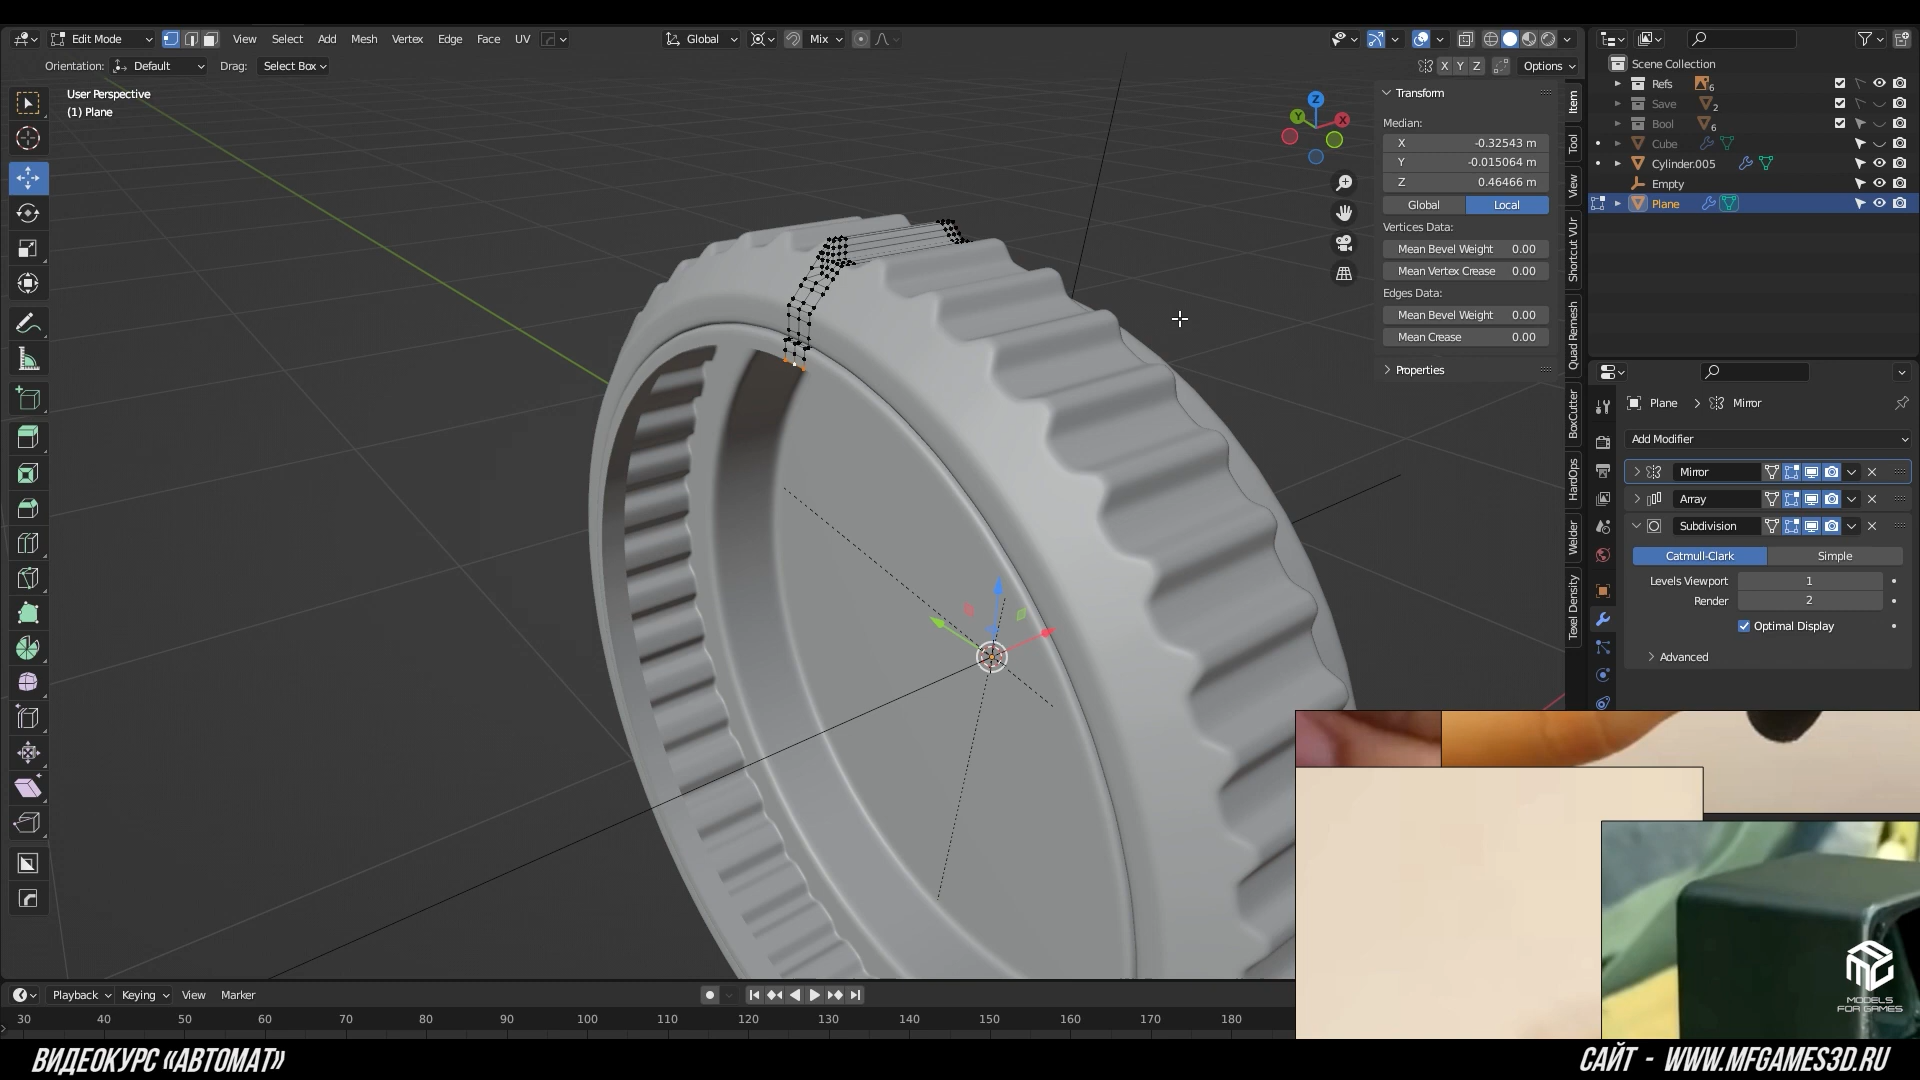 Edit Mode View Select Add Mesh Vertex Edge Face UV Global Mix
Orientation: Default Drag: Select Box X Y Z Options
User Perspective
(1) Plane
Z
Y X
Transform
Median:
X -0.32543 m
Y -0.015064 m
Z 0.46466 m
Global Local
Vertices Data:
Mean Bevel Weight 0.00
Mean Vertex Crease 0.00
Edges Data:
Mean Bevel Weight 0.00
Mean Crease 0.00
Properties
Item
Tool
View
Shortcut VUr
Quad Remesh
BoxCutter
HardOps
Welder
Texel Density
Scene Collection
Refs 6
Save 2
Bool 6
Cube
Cylinder.005
Empty
Plane
Plane Mirror
Add Modifier
Mirror
Array
Subdivision
Catmull-Clark Simple
Levels Viewport 1
Render 2
Optimal Display
Advanced
Playback Keying View Marker
30 40 50 60 70 80 90 100 110 120 130 140 150 160 170 180
MODELS
FOR GAMES
ВИДЕОКУРС «АВТОМАТ»
САЙТ - WWW.MFGAMES3D.RU